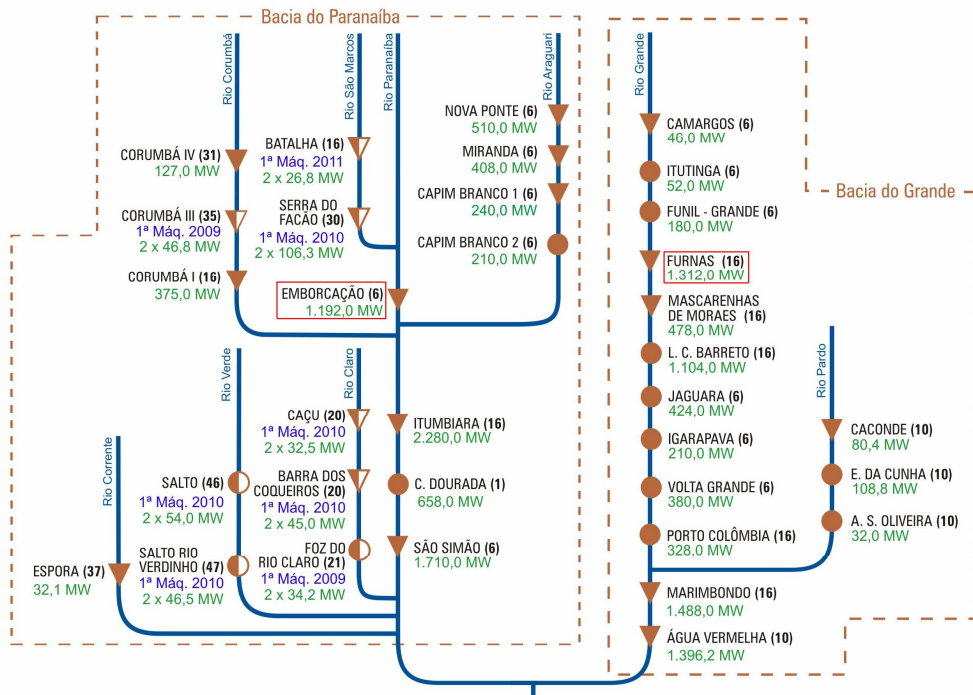 Bacia do Paranaíba
Rio Corumbá
Rio São Marcos
Rio Paranaíba
Rio Araguari
CORUMBÁ IV (31)
127,0 MW
CORUMBÁ III (35)
1ª Máq. 2009
2 x 46,8 MW
CORUMBÁ I (16)
375,0 MW
BATALHA (16)
1ª Máq. 2011
2 x 26,8 MW
SERRA DO
FACÃO (30)
1ª Máq. 2010
2 x 106,3 MW
EMBORCAÇÃO (6)
1.192,0 MW
NOVA PONTE (6)
510,0 MW
MIRANDA (6)
408,0 MW
CAPIM BRANCO 1 (6)
240,0 MW
CAPIM BRANCO 2 (6)
210,0 MW
Rio Corrente
Rio Verde
Rio Claro
ESPORA (37)
32,1 MW
SALTO (46)
1ª Máq. 2010
2 x 54,0 MW
SALTO RIO
VERDINHO (47)
1ª Máq. 2010
2 x 46,5 MW
CAÇU (20)
1ª Máq. 2010
2 x 32,5 MW
BARRA DOS
COQUEIROS (20)
1ª Máq. 2010
2 x 45,0 MW
FOZ DO
RIO CLARO (21)
1ª Máq. 2009
2 x 34,2 MW
ITUMBIARA (16)
2.280,0 MW
C. DOURADA (1)
658,0 MW
SÃO SIMÃO (6)
1.710,0 MW
Bacia do Grande
Rio Grande
CAMARGOS (6)
46,0 MW
ITUTINGA (6)
52,0 MW
FUNIL - GRANDE (6)
180,0 MW
FURNAS (16)
1.312,0 MW
MASCARENHAS
DE MORAES (16)
478,0 MW
L. C. BARRETO (16)
1.104,0 MW
JAGUARA (6)
424,0 MW
IGARAPAVA (6)
210,0 MW
VOLTA GRANDE (6)
380,0 MW
PORTO COLÔMBIA (16)
328,0 MW
Rio Pardo
CACONDE (10)
80,4 MW
E. DA CUNHA (10)
108,8 MW
A. S. OLIVEIRA (10)
32,0 MW
MARIMBONDO (16)
1.488,0 MW
ÁGUA VERMELHA (10)
1.396,2 MW